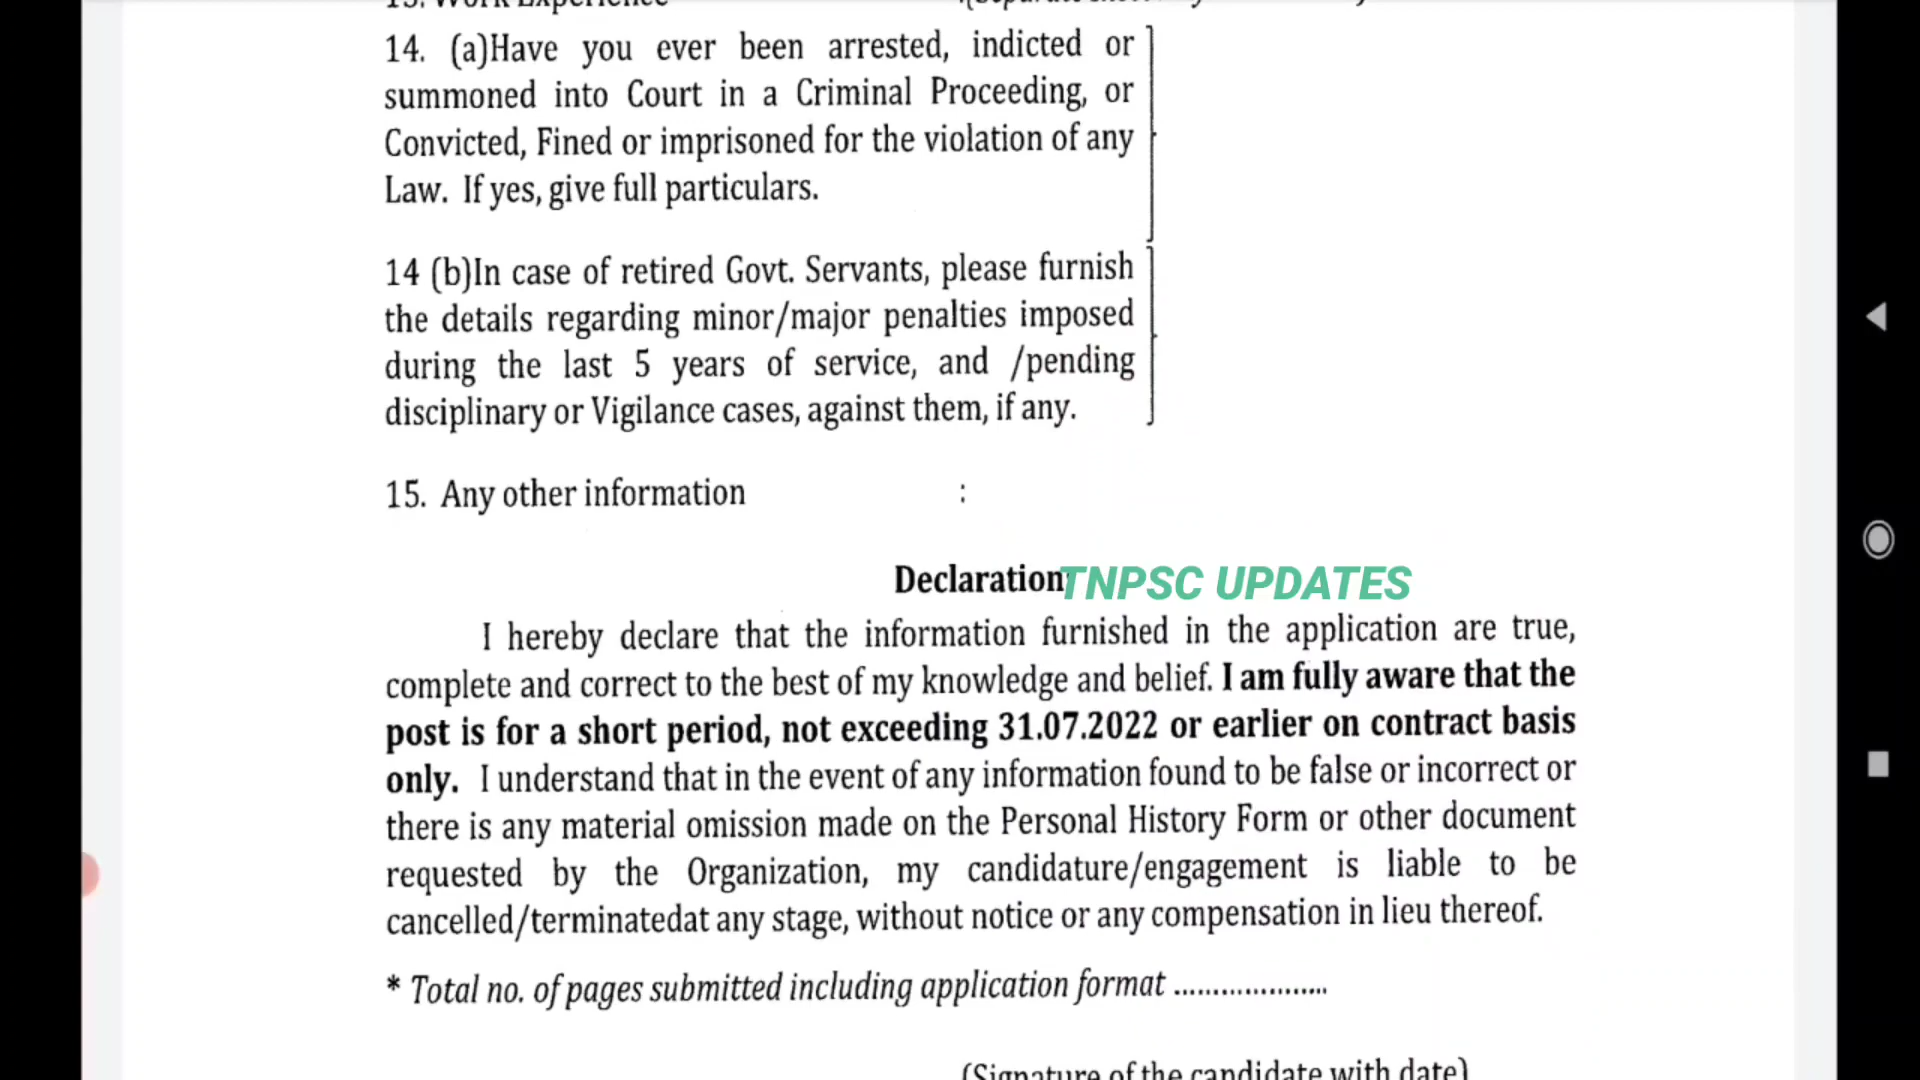 13. Work Experience
14. (a)Have you ever been arrested, indicted or
summoned into Court in a Criminal Proceeding, or
Convicted, Fined or imprisoned for the violation of any
Law. If yes, give full particulars.
14 (b)In case of retired Govt. Servants, please furnish
the details regarding minor/major penalties imposed
during the last 5 years of service, and /pending
disciplinary or Vigilance cases, against them, if any.
15. Any other information :
Declaration
TNPSC UPDATES
I hereby declare that the information furnished in the application are true,
complete and correct to the best of my knowledge and belief. I am fully aware that the
post is for a short period, not exceeding 31.07.2022 or earlier on contract basis
only. I understand that in the event of any information found to be false or incorrect or
there is any material omission made on the Personal History Form or other document
requested by the Organization, my candidature/engagement is liable to be
cancelled/terminatedat any stage, without notice or any compensation in lieu thereof.
* Total no. of pages submitted including application format ....................
(Signature of the candidate with date)